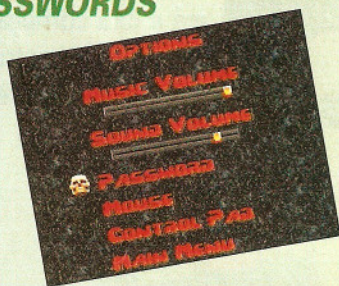 SSWORDS
OPTIONS
MUSIC VOLUME
SOUND VOLUME
PASSWORD
MOUSE
CONTROL PAD
MAIN MENU